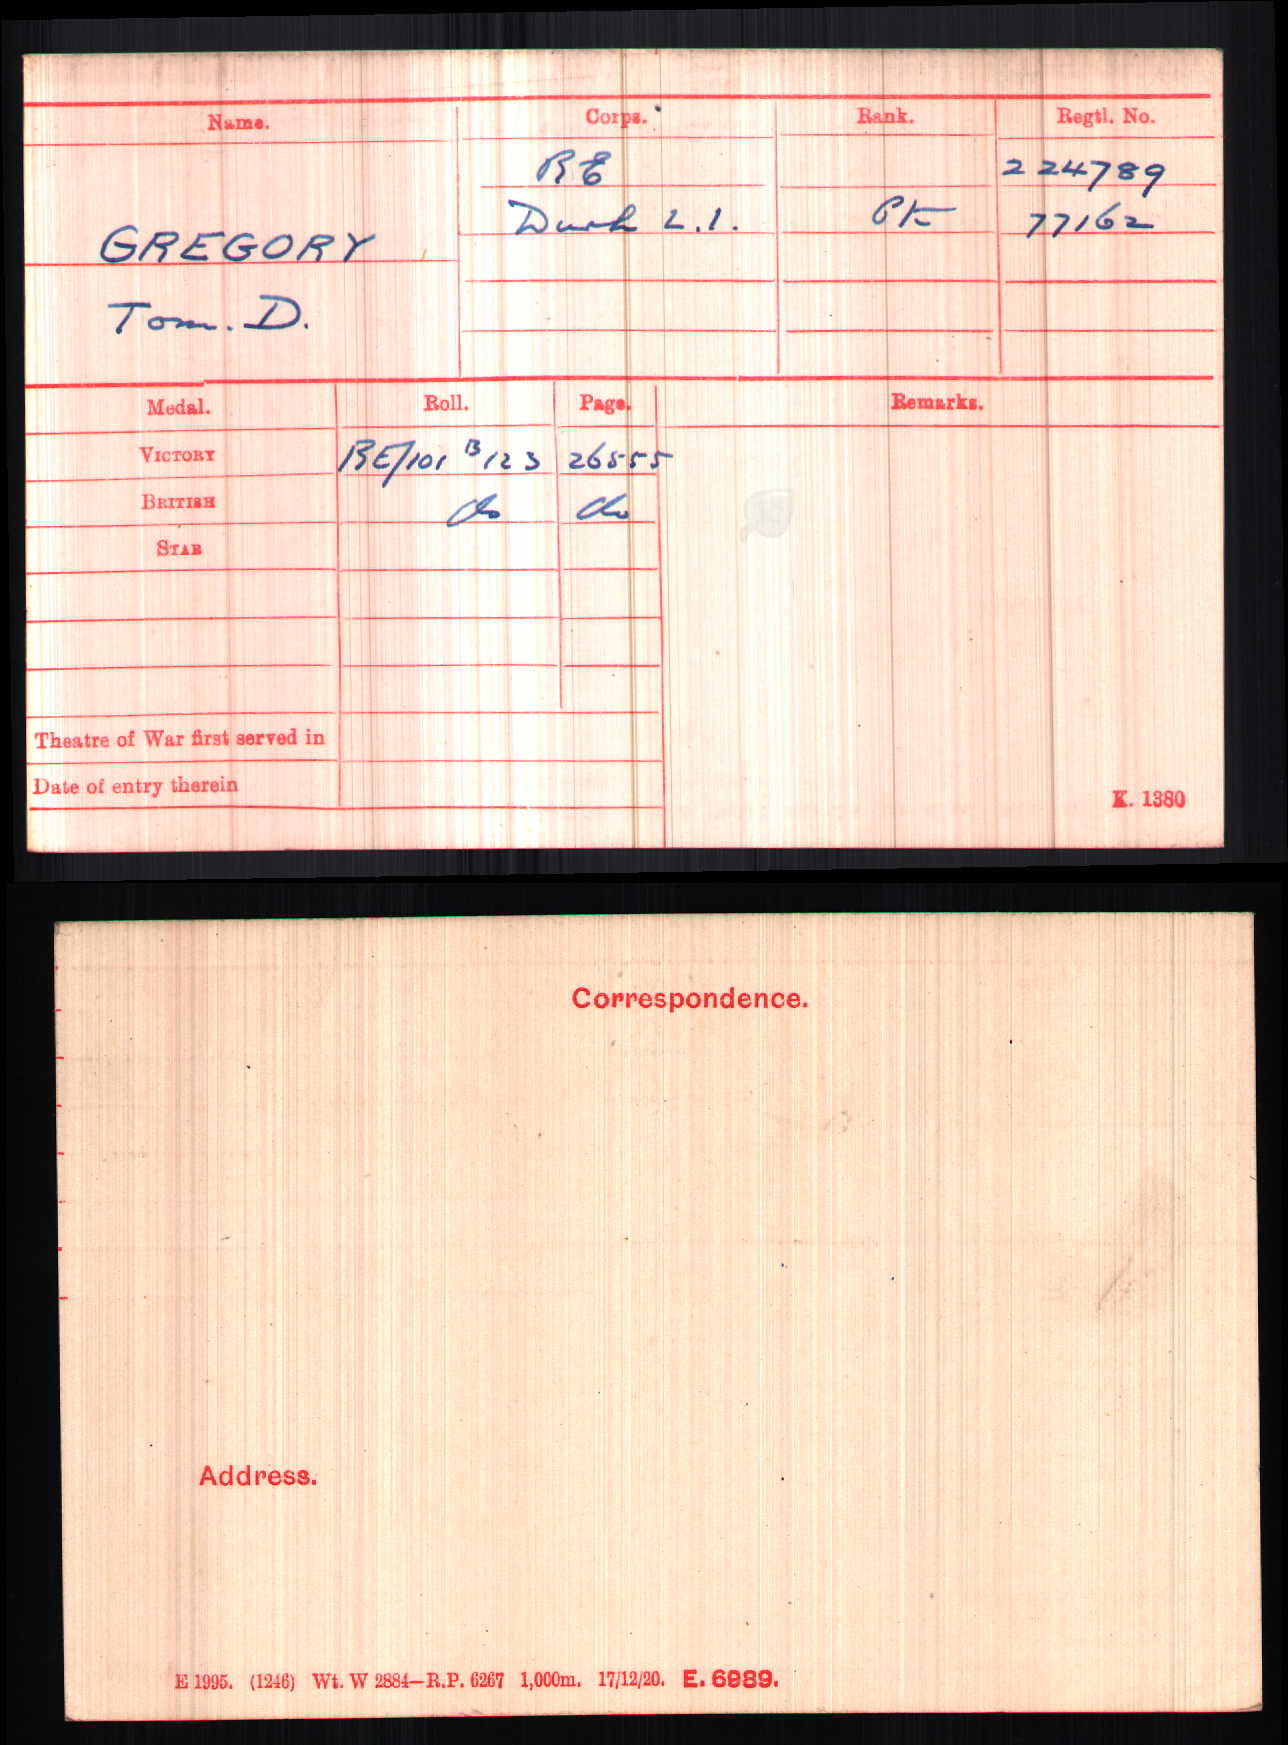 Name. Corps. Rank. Regtl. No.
RE 224789
Durh L.I. Pte 77162
GREGORY
Tom. D.
Medal. Roll. Page. Remarks.
VICTORY RE/101 B 123 26555
BRITISH do do
STAR
Theatre of War first served in
Date of entry therein
K. 1380
Correspondence.
Address.
E 1995. (1246) Wt. W 2884—R.P. 6267 1,000m. 17/12/20. E. 6989.